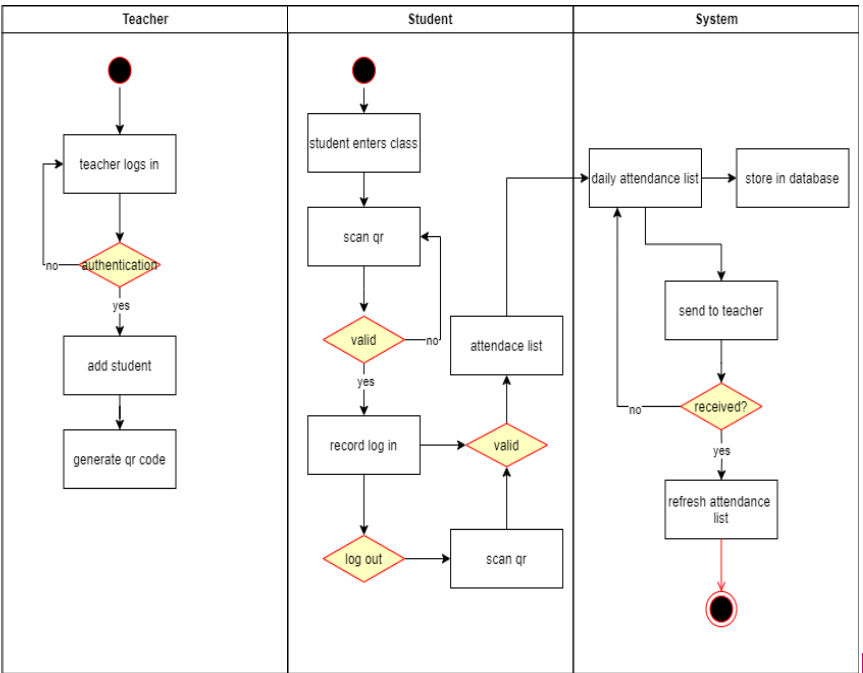 Teacher
Student
System
teacher logs in
no
authentication
yes
add student
generate qr code
student enters class
scan qr
valid
no
yes
record log in
valid
log out
scan qr
attendace list
daily attendance list
store in database
send to teacher
received?
no
yes
refresh attendance
list